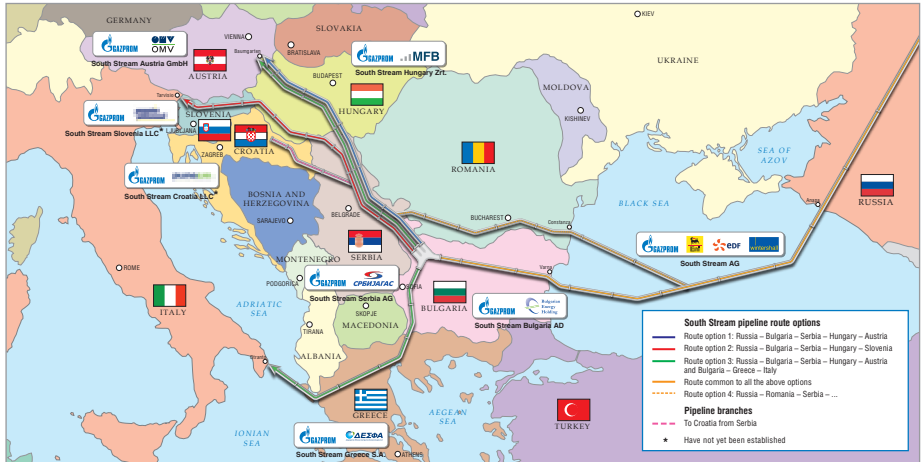 GERMANY
SLOVAKIA
KIEV
VIENNA
BRATISLAVA
GAZPROM
OMV
OMV
Baumgarten
South Stream Austria GmbH
AUSTRIA
GAZPROM
MFB
South Stream Hungary Zrt.
BUDAPEST
HUNGARY
UKRAINE
MOLDOVA
KISHINEV
Tarvisio
GAZPROM
South Stream Slovenia LLC*
SLOVENIA
LJUBLJANA
ZAGREB
CROATIA
GAZPROM
South Stream Croatia LLC*
ROMANIA
SEA OF
AZOV
RUSSIA
Anapa
BOSNIA AND
HERZEGOVINA
SARAJEVO
BELGRADE
BUCHAREST
Constanza
BLACK SEA
SERBIA
MONTENEGRO
PODGORICA
GAZPROM
СРБИЈАГАС
South Stream Serbia AG
SOFIA
Varna
GAZPROM
eDF
wintershall
South Stream AG
ROME
ITALY
ADRIATIC
SEA
SKOPJE
MACEDONIA
TIRANA
ALBANIA
BULGARIA
GAZPROM
Bulgarian
Energy
Holding
South Stream Bulgaria AD
Otranto
GREECE
AEGEAN
SEA
TURKEY
IONIAN
SEA
GAZPROM
ΔΕΣΦΑ
South Stream Greece S.A.
ATHENS
South Stream pipeline route options
Route option 1: Russia – Bulgaria – Serbia – Hungary – Austria
Route option 2: Russia – Bulgaria – Serbia – Hungary – Slovenia
Route option 3: Russia – Bulgaria – Serbia – Hungary – Austria
and Bulgaria – Greece – Italy
Route common to all the above options
Route option 4: Russia – Romania – Serbia – ...
Pipeline branches
To Croatia from Serbia
* Have not yet been established